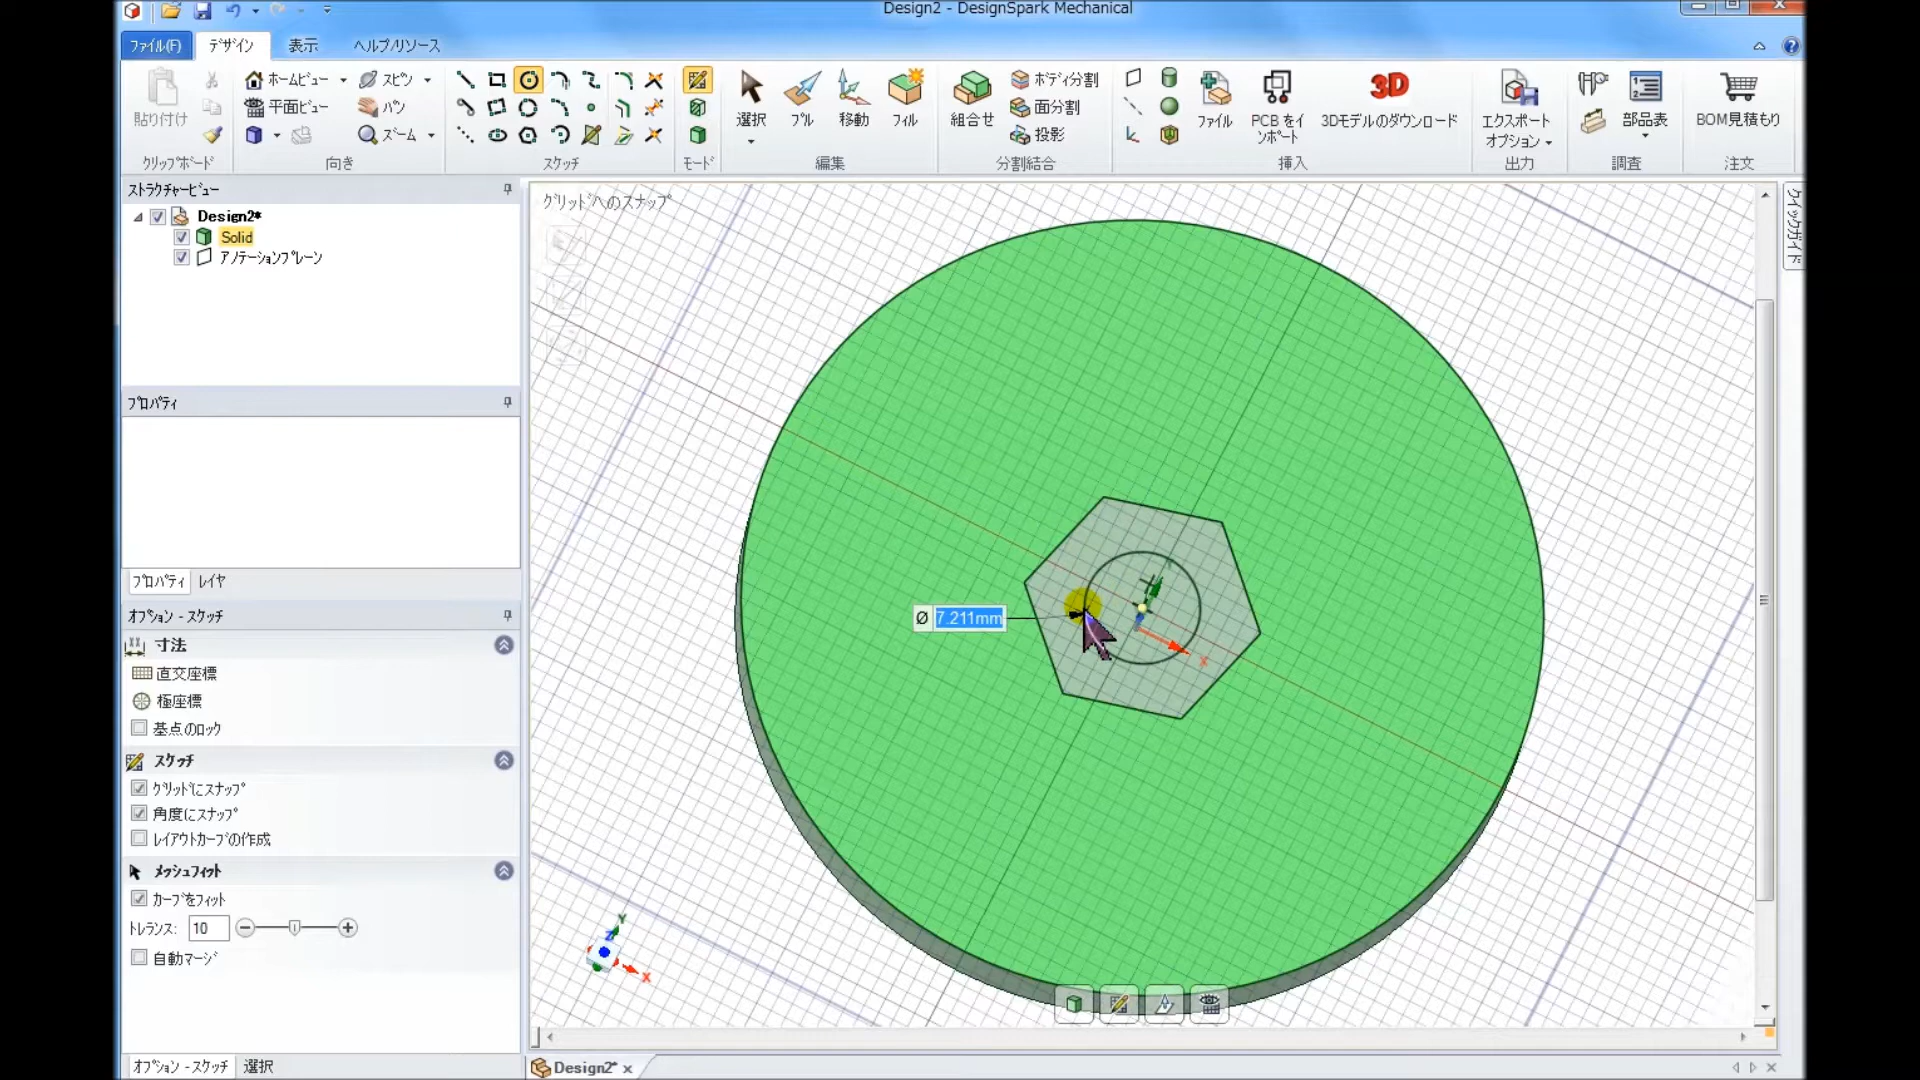 Design2 - DesignSpark Mechanical
ファイル(F) デザイン 表示 ヘルプ/リソース
貼り付け
クリップボード
ホームビュー スピン
平面ビュー パン
ズーム
向き
スケッチ
モード
選択 プル 移動 フィル
編集
組合せ
ボディ分割
面分割
投影
分割結合
ファイル
PCB をインポート
3D
3Dモデルのダウンロード
挿入
エクスポート
オプション
出力
部品表
調査
BOM見積もり
注文
ストラクチャービュー
Design2*
Solid
アノテーションプレーン
プロパティ
プロパティ レイヤ
オプション - スケッチ
寸法
直交座標
極座標
基点のロック
スケッチ
グリッドにスナップ
角度にスナップ
レイアウトカーブの作成
メッシュフィット
カーブをフィット
トレランス: 10
自動マージ
オプション - スケッチ 選択
グリッドへのスナップ
Ø 7.211mm
X
Y
Z
X
クイックガイド
Design2*